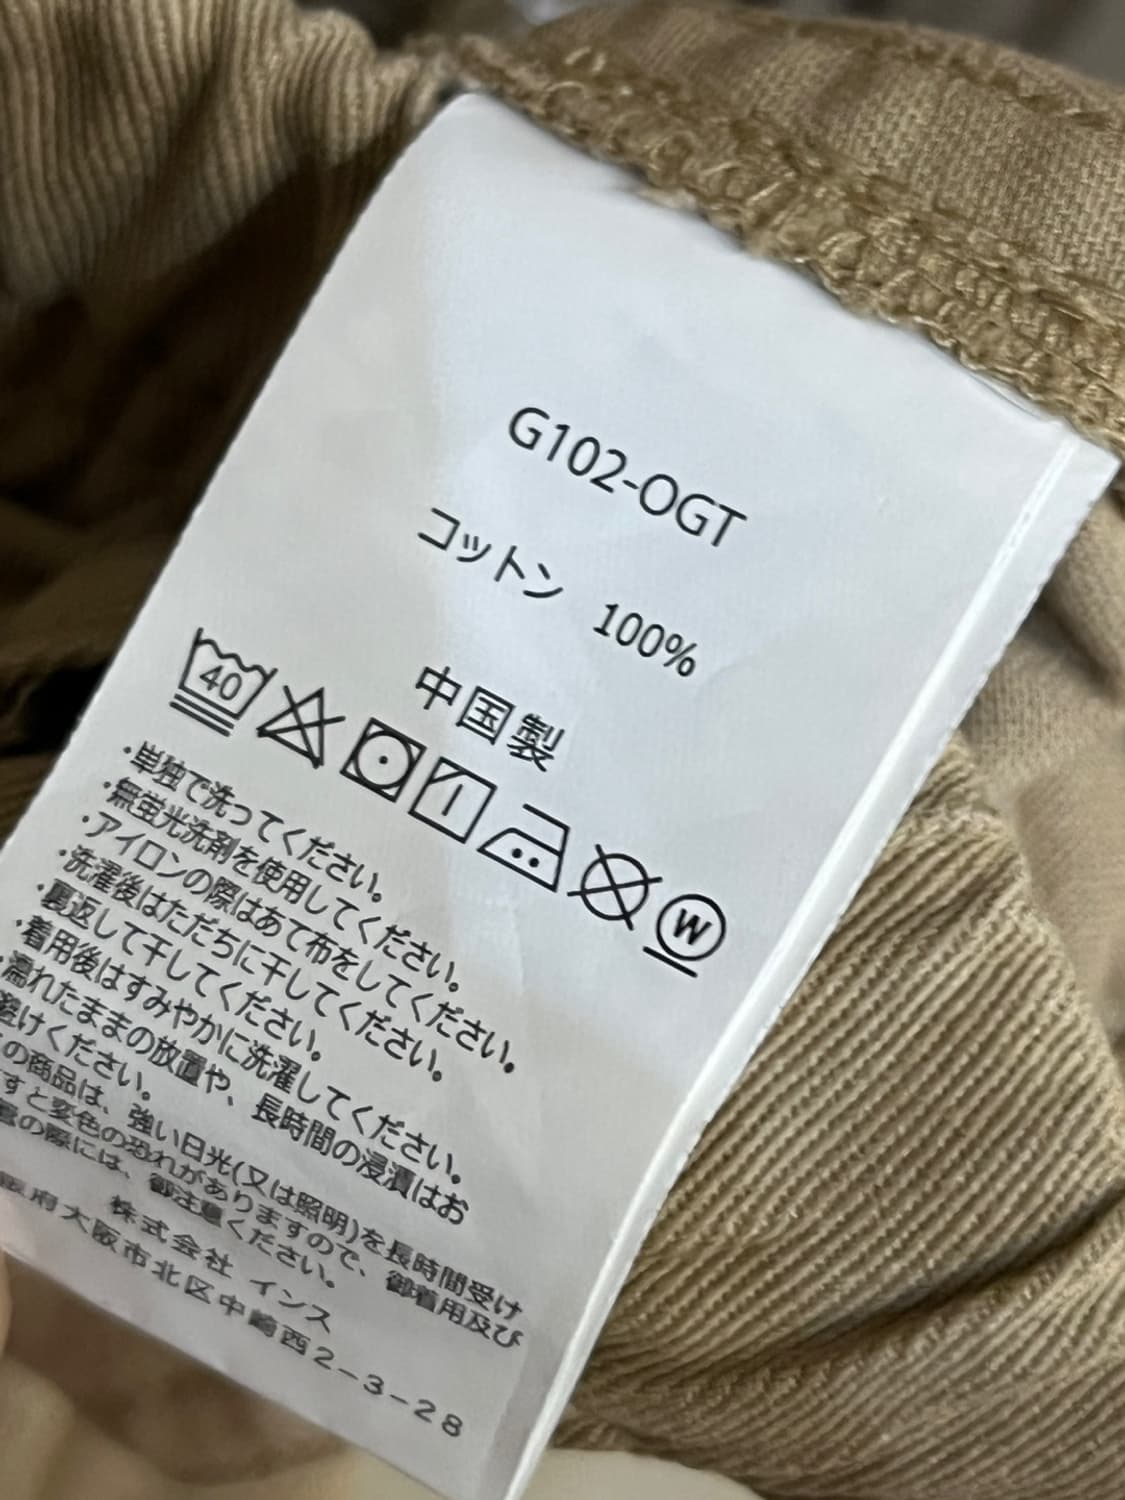 G102-OGT
コットン 100%
中国製
40
W
・単独で洗ってください。
・無蛍光洗剤を使用してください。
・アイロンの際はあて布をしてください。
・洗濯後はただちに干してください。
・裏返して干してください。
・着用後はすみやかに洗濯してください。
・濡れたままの放置や、長時間の浸漬はお
避けください。
の商品は、強い日光(又は照明)を長時間受け
すと変色の恐れがありますので、御着用及び
の際には、御注意ください。
株式会社 インス
阪府大阪市北区中崎西2-3-28